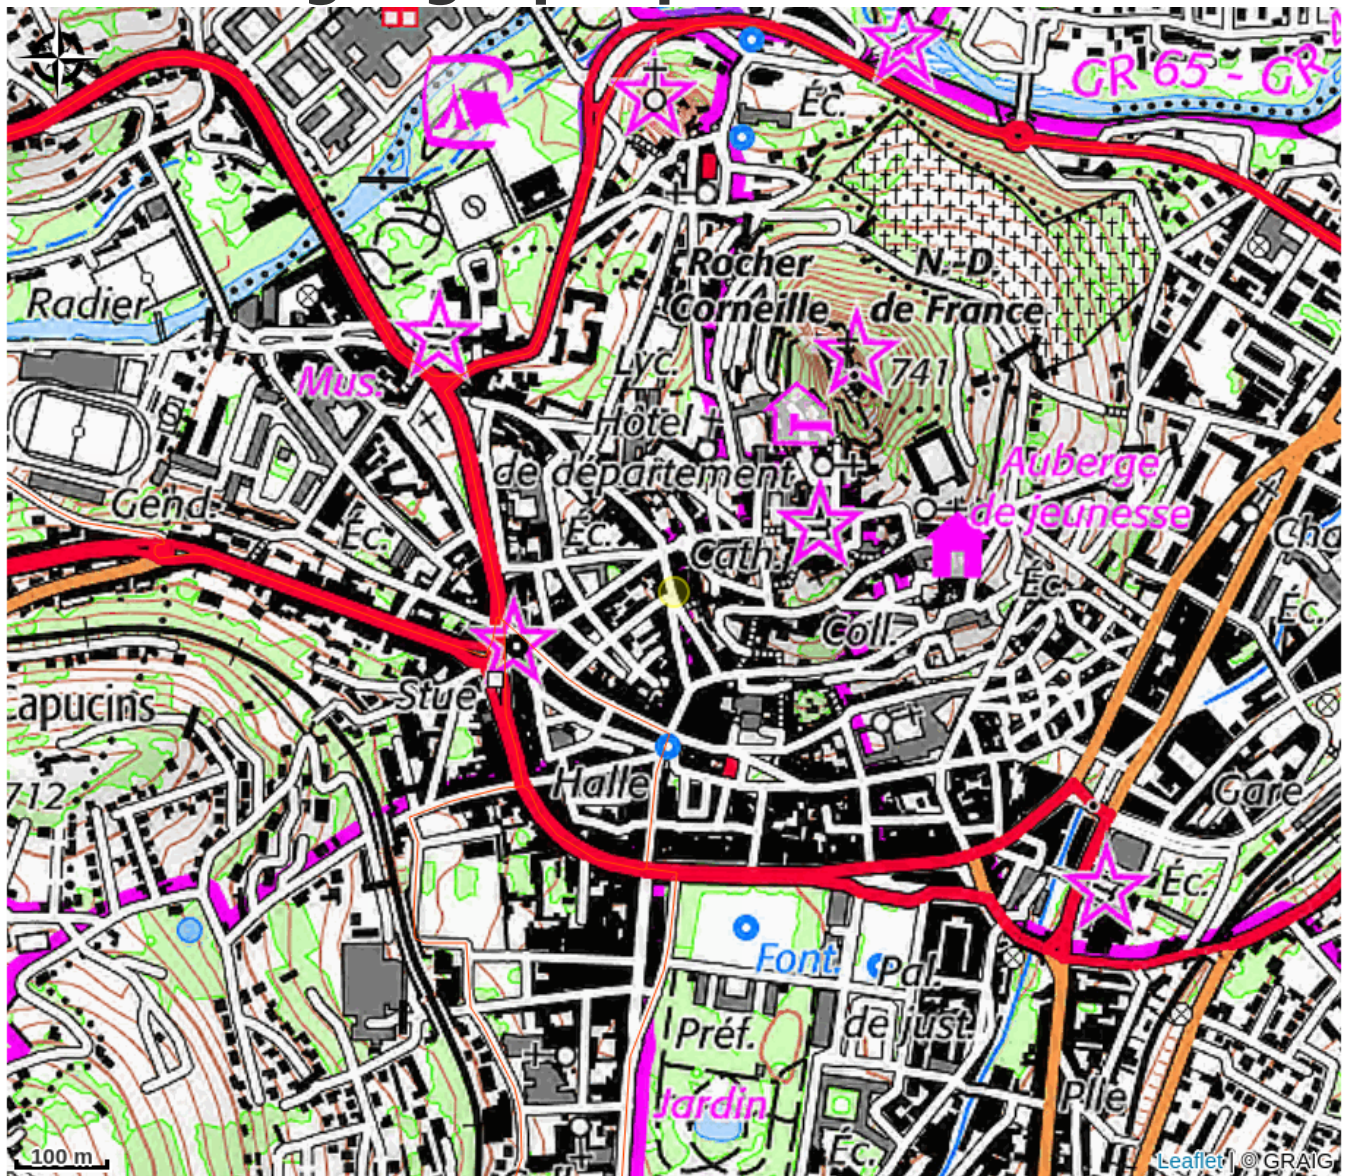 GR 65 - GR
Éc.
Rocher
Corneille
N.-D.
de France
Radier
741
Lyc.
Mus.
Hôtel
de département
Auberge
de jeunesse
Gend.
Éc.
Éc.
Cath.
Éc.
Éc.
Coll.
Stue
Capucins
712
Halle
Gare
Éc.
Font.
Pal.
de just.
Préf.
Jardin
Plle
Éc.
100 m
Leaflet | © GRAIG